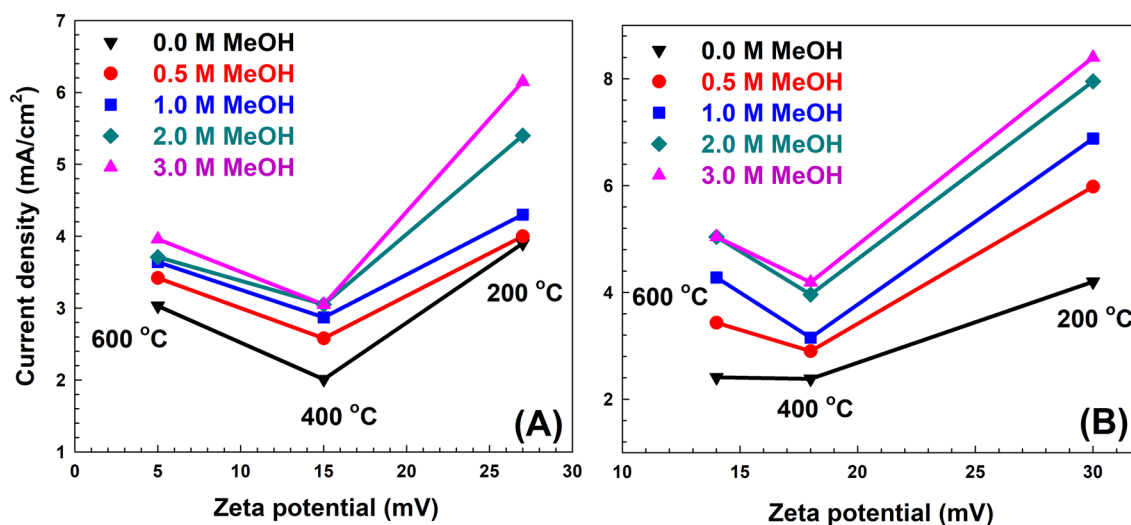 Current density (mA/cm²)
7
6
5
4
3
2
1
0.0 M MeOH
0.5 M MeOH
1.0 M MeOH
2.0 M MeOH
3.0 M MeOH
600 °C
400 °C
200 °C
(A)
0 5 10 15 20 25 30
Zeta potential (mV)
8
6
4
2
0.0 M MeOH
0.5 M MeOH
1.0 M MeOH
2.0 M MeOH
3.0 M MeOH
600 °C
400 °C
200 °C
(B)
10 15 20 25 30
Zeta potential (mV)